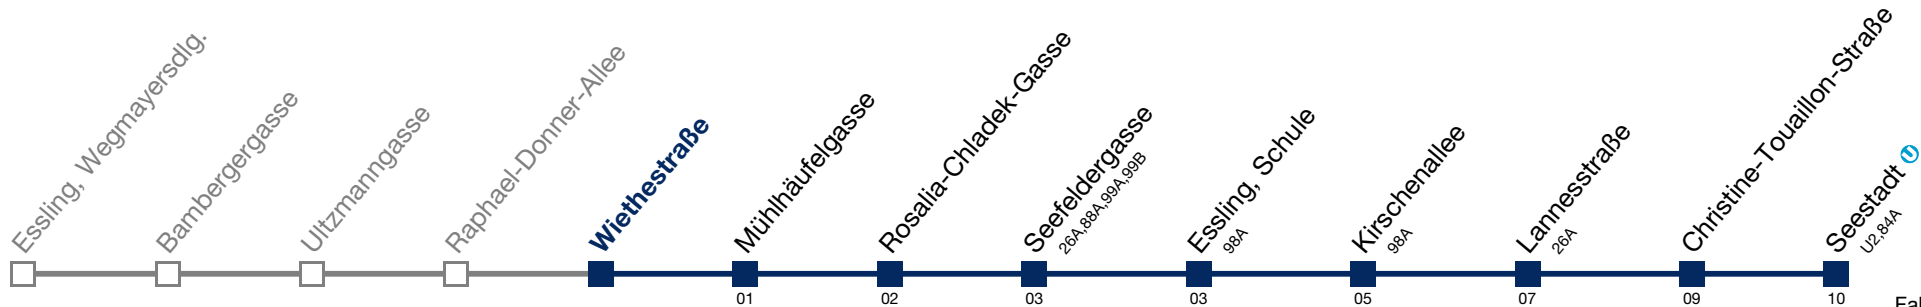 Essling, Wegmayersdlg.
Bambergergasse
Ultzmanngasse
Raphael-Donner-Allee
Wiethestraße
Mühlhäufelgasse
01
Rosalia-Chladek-Gasse
02
Seefeldergasse
26A,88A,99A,99B
03
Essling, Schule
98A
03
Kirschenallee
98A
05
Lannesstraße
26A
07
Christine-Touaillon-Straße
09
Seestadt U
U2,84A
10